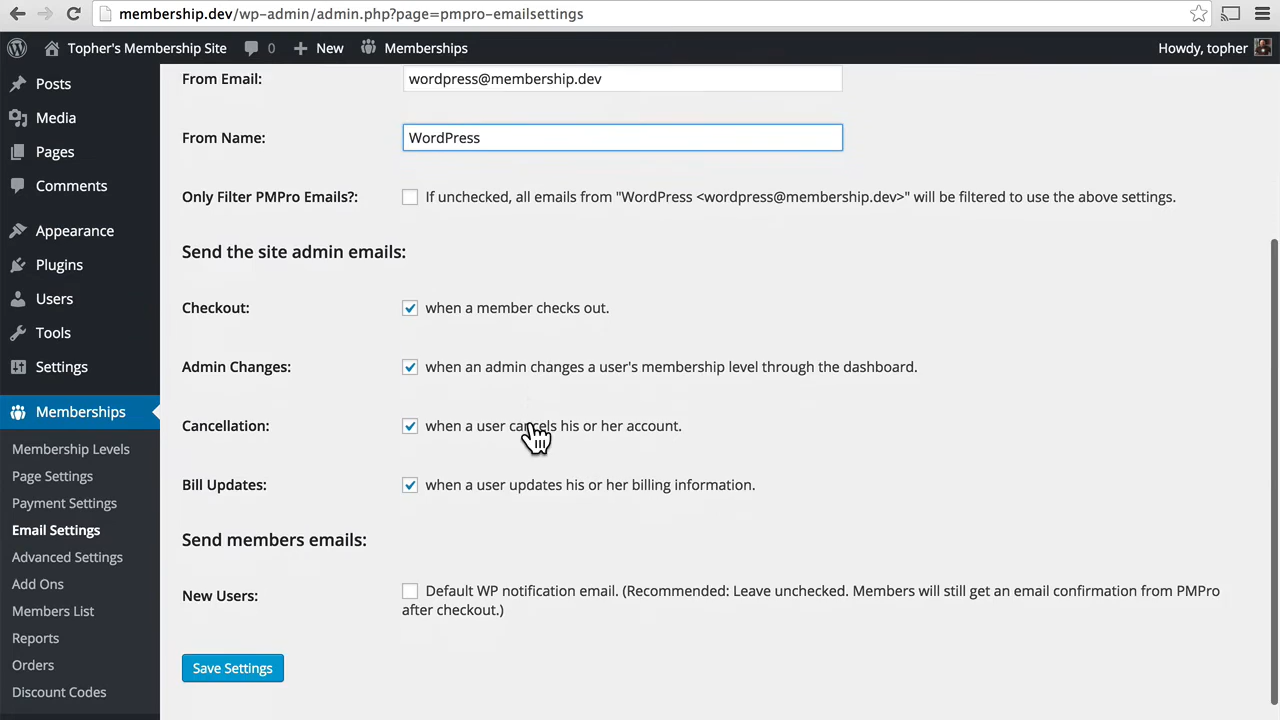 membership.dev/wp-admin/admin.php?page=pmpro-emailsettings
Topher's Membership Site 0 New Memberships Howdy, topher
Posts
Media
Pages
Comments
Appearance
Plugins
Users
Tools
Settings
Memberships
Membership Levels
Page Settings
Payment Settings
Email Settings
Advanced Settings
Add Ons
Members List
Reports
Orders
Discount Codes
From Email: wordpress@membership.dev
From Name: WordPress
Only Filter PMPro Emails?: If unchecked, all emails from "WordPress <wordpress@membership.dev>" will be filtered to use the above settings.
Send the site admin emails:
Checkout: when a member checks out.
Admin Changes: when an admin changes a user's membership level through the dashboard.
Cancellation: when a user cancels his or her account.
Bill Updates: when a user updates his or her billing information.
Send members emails:
New Users: Default WP notification email. (Recommended: Leave unchecked. Members will still get an email confirmation from PMPro
after checkout.)
Save Settings